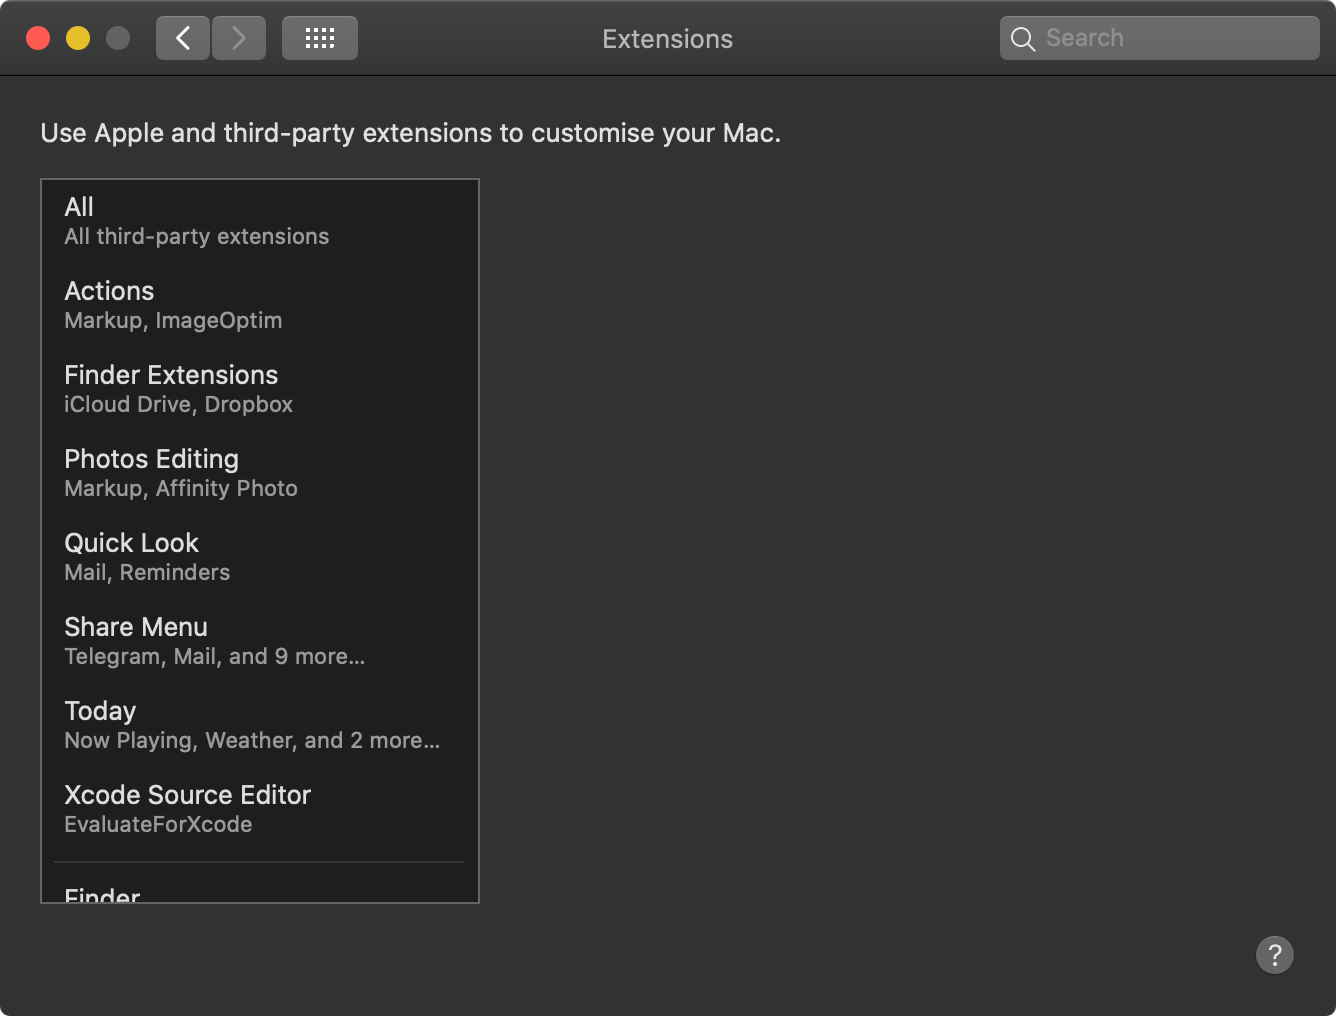 Extensions
Search
Use Apple and third-party extensions to customise your Mac.
All
All third-party extensions
Actions
Markup, ImageOptim
Finder Extensions
iCloud Drive, Dropbox
Photos Editing
Markup, Affinity Photo
Quick Look
Mail, Reminders
Share Menu
Telegram, Mail, and 9 more...
Today
Now Playing, Weather, and 2 more...
Xcode Source Editor
EvaluateForXcode
Finder
?